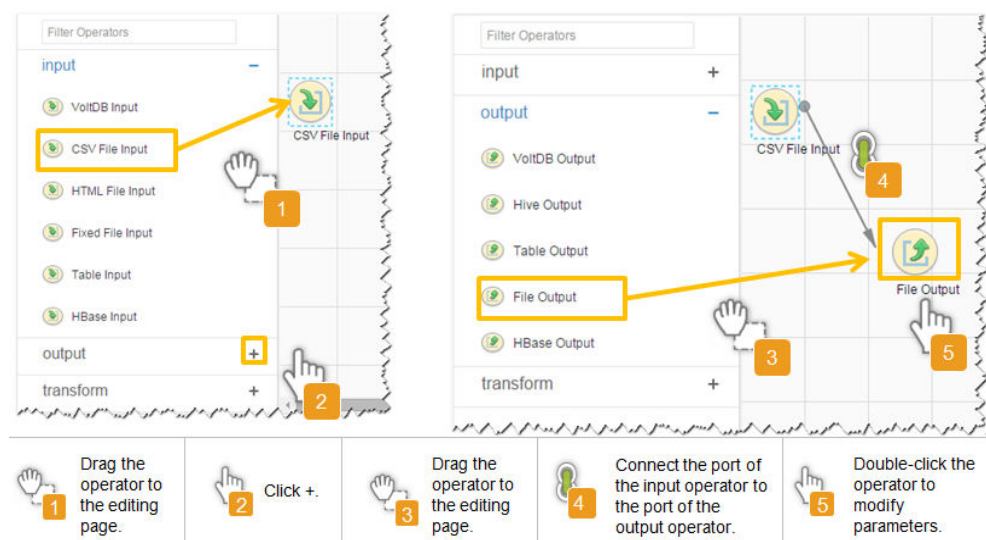 Filter Operators
input
−
VoltDB Input
CSV File Input
HTML File Input
Fixed File Input
Table Input
HBase Input
output
+
transform
+
CSV File Input
1
2
Filter Operators
input
+
output
−
VoltDB Output
Hive Output
Table Output
File Output
HBase Output
transform
+
CSV File Input
4
File Output
3
5
1
Drag the
operator to
the editing
page.
2
Click +.
3
Drag the
operator to
the editing
page.
4
Connect the port of
the input operator to
the port of the
output operator.
5
Double-click the
operator to
modify
parameters.